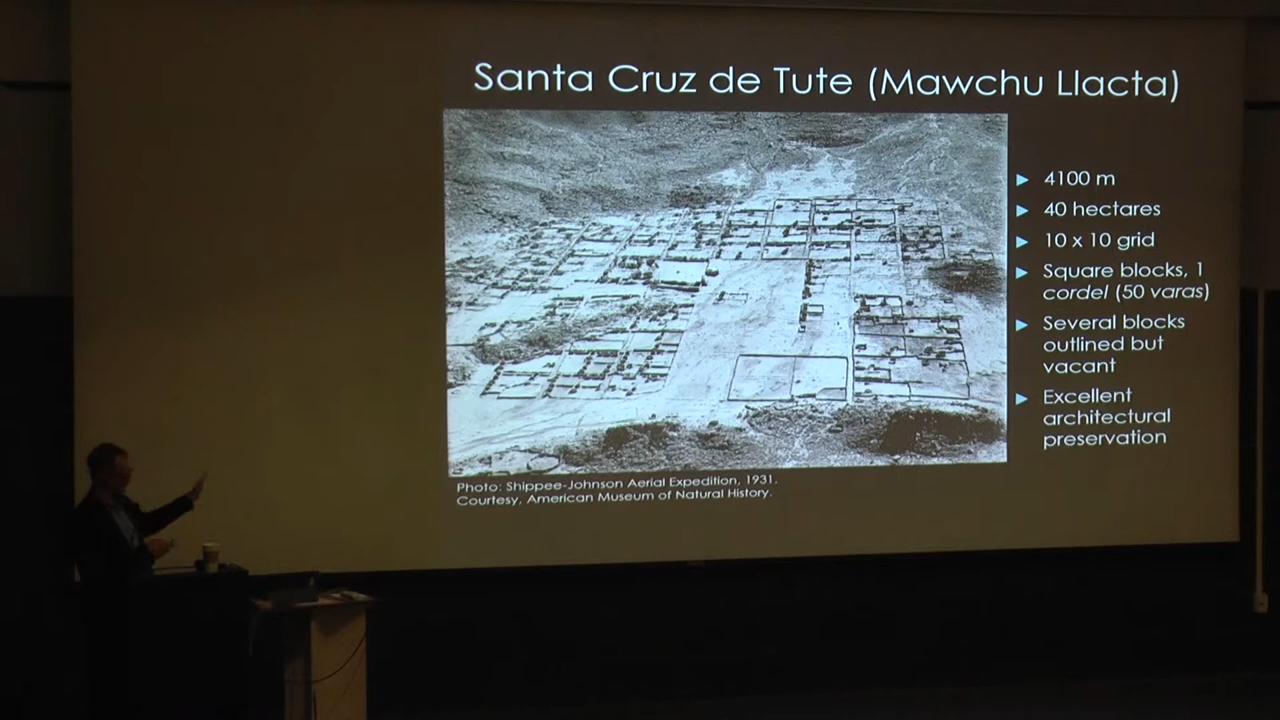 Santa Cruz de Tute (Mawchu Llacta)
4100 m
40 hectares
10 x 10 grid
Square blocks, 1
cordel (50 varas)
Several blocks
outlined but
vacant
Excellent
architectural
preservation
Photo: Shippee-Johnson Aerial Expedition, 1931.
Courtesy, American Museum of Natural History.